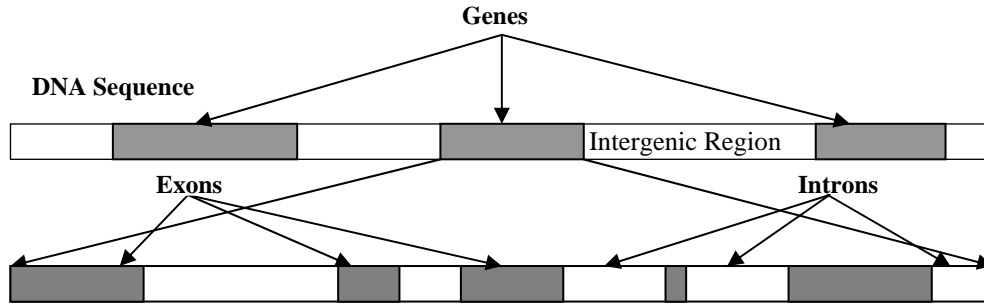 Genes
DNA Sequence
Intergenic Region
Exons
Introns